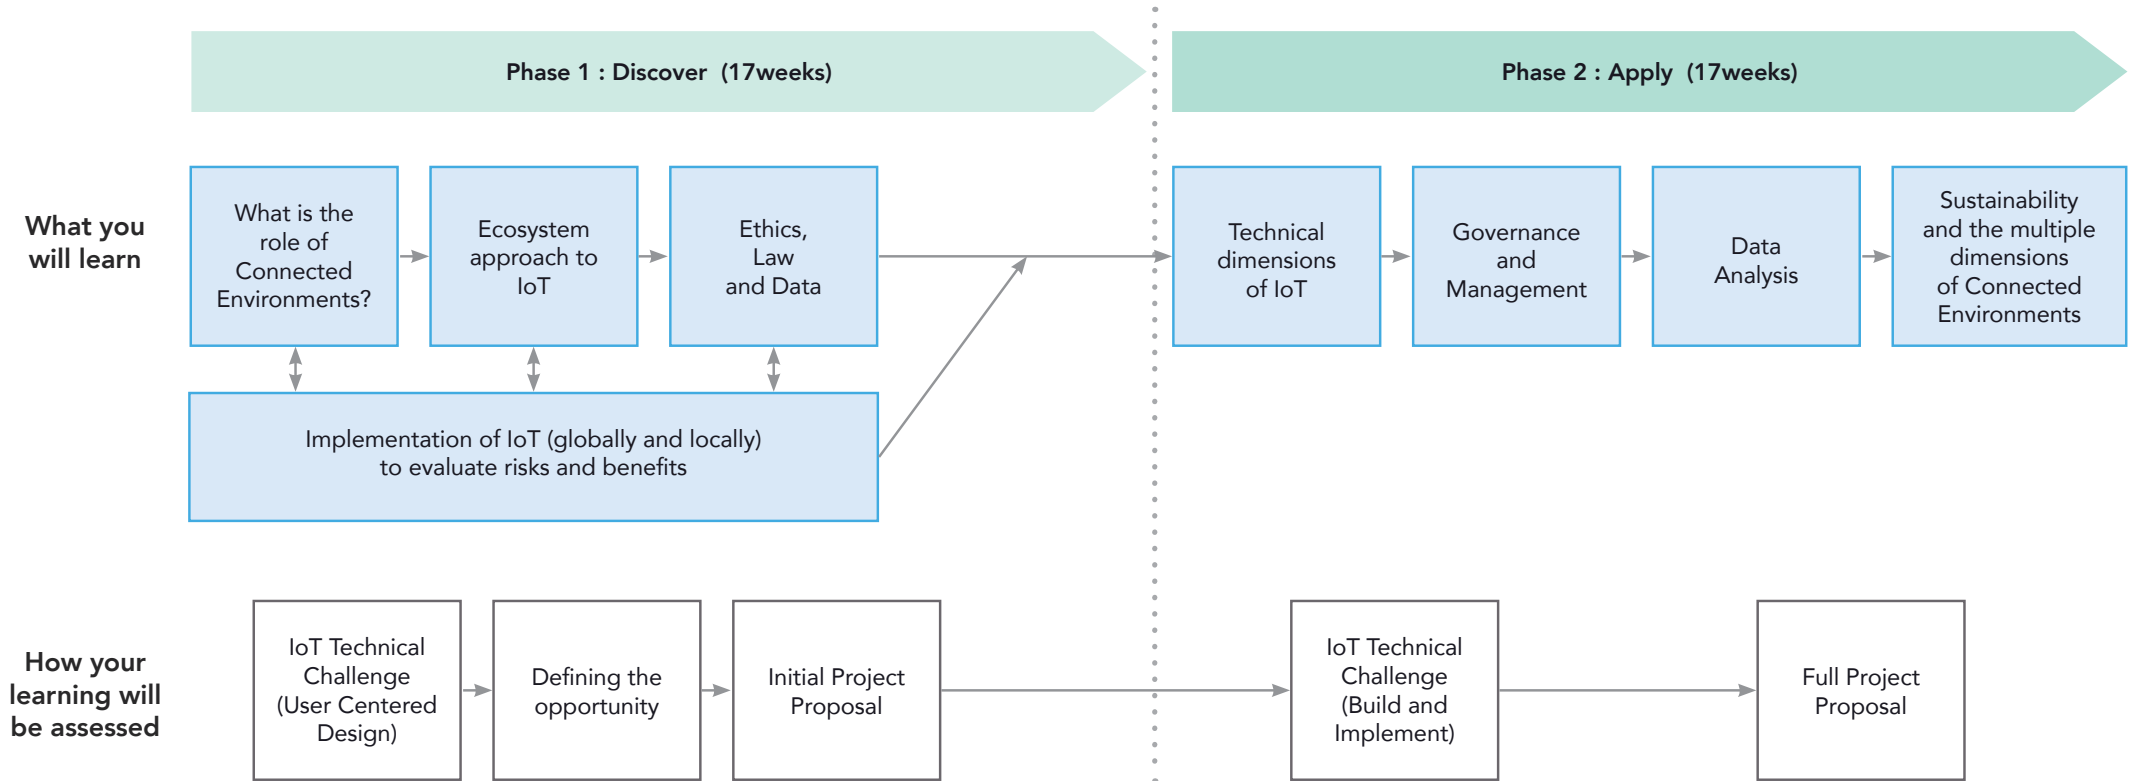 Phase 1 : Discover  (17weeks)
Phase 2 : Apply  (17weeks)
What you
will learn
What is the
role of
Connected
Environments?
Ecosystem
approach to
IoT
Ethics,
Law
and Data
Technical
dimensions
of IoT
Governance
and
Management
Data
Analysis
Sustainability
and the multiple
dimensions
of Connected
Environments
Implementation of IoT (globally and locally)
to evaluate risks and benefits
How your
learning will
be assessed
IoT Technical
Challenge
(User Centered
Design)
Defining the
opportunity
Initial Project
Proposal
IoT Technical
Challenge
(Build and
Implement)
Full Project
Proposal